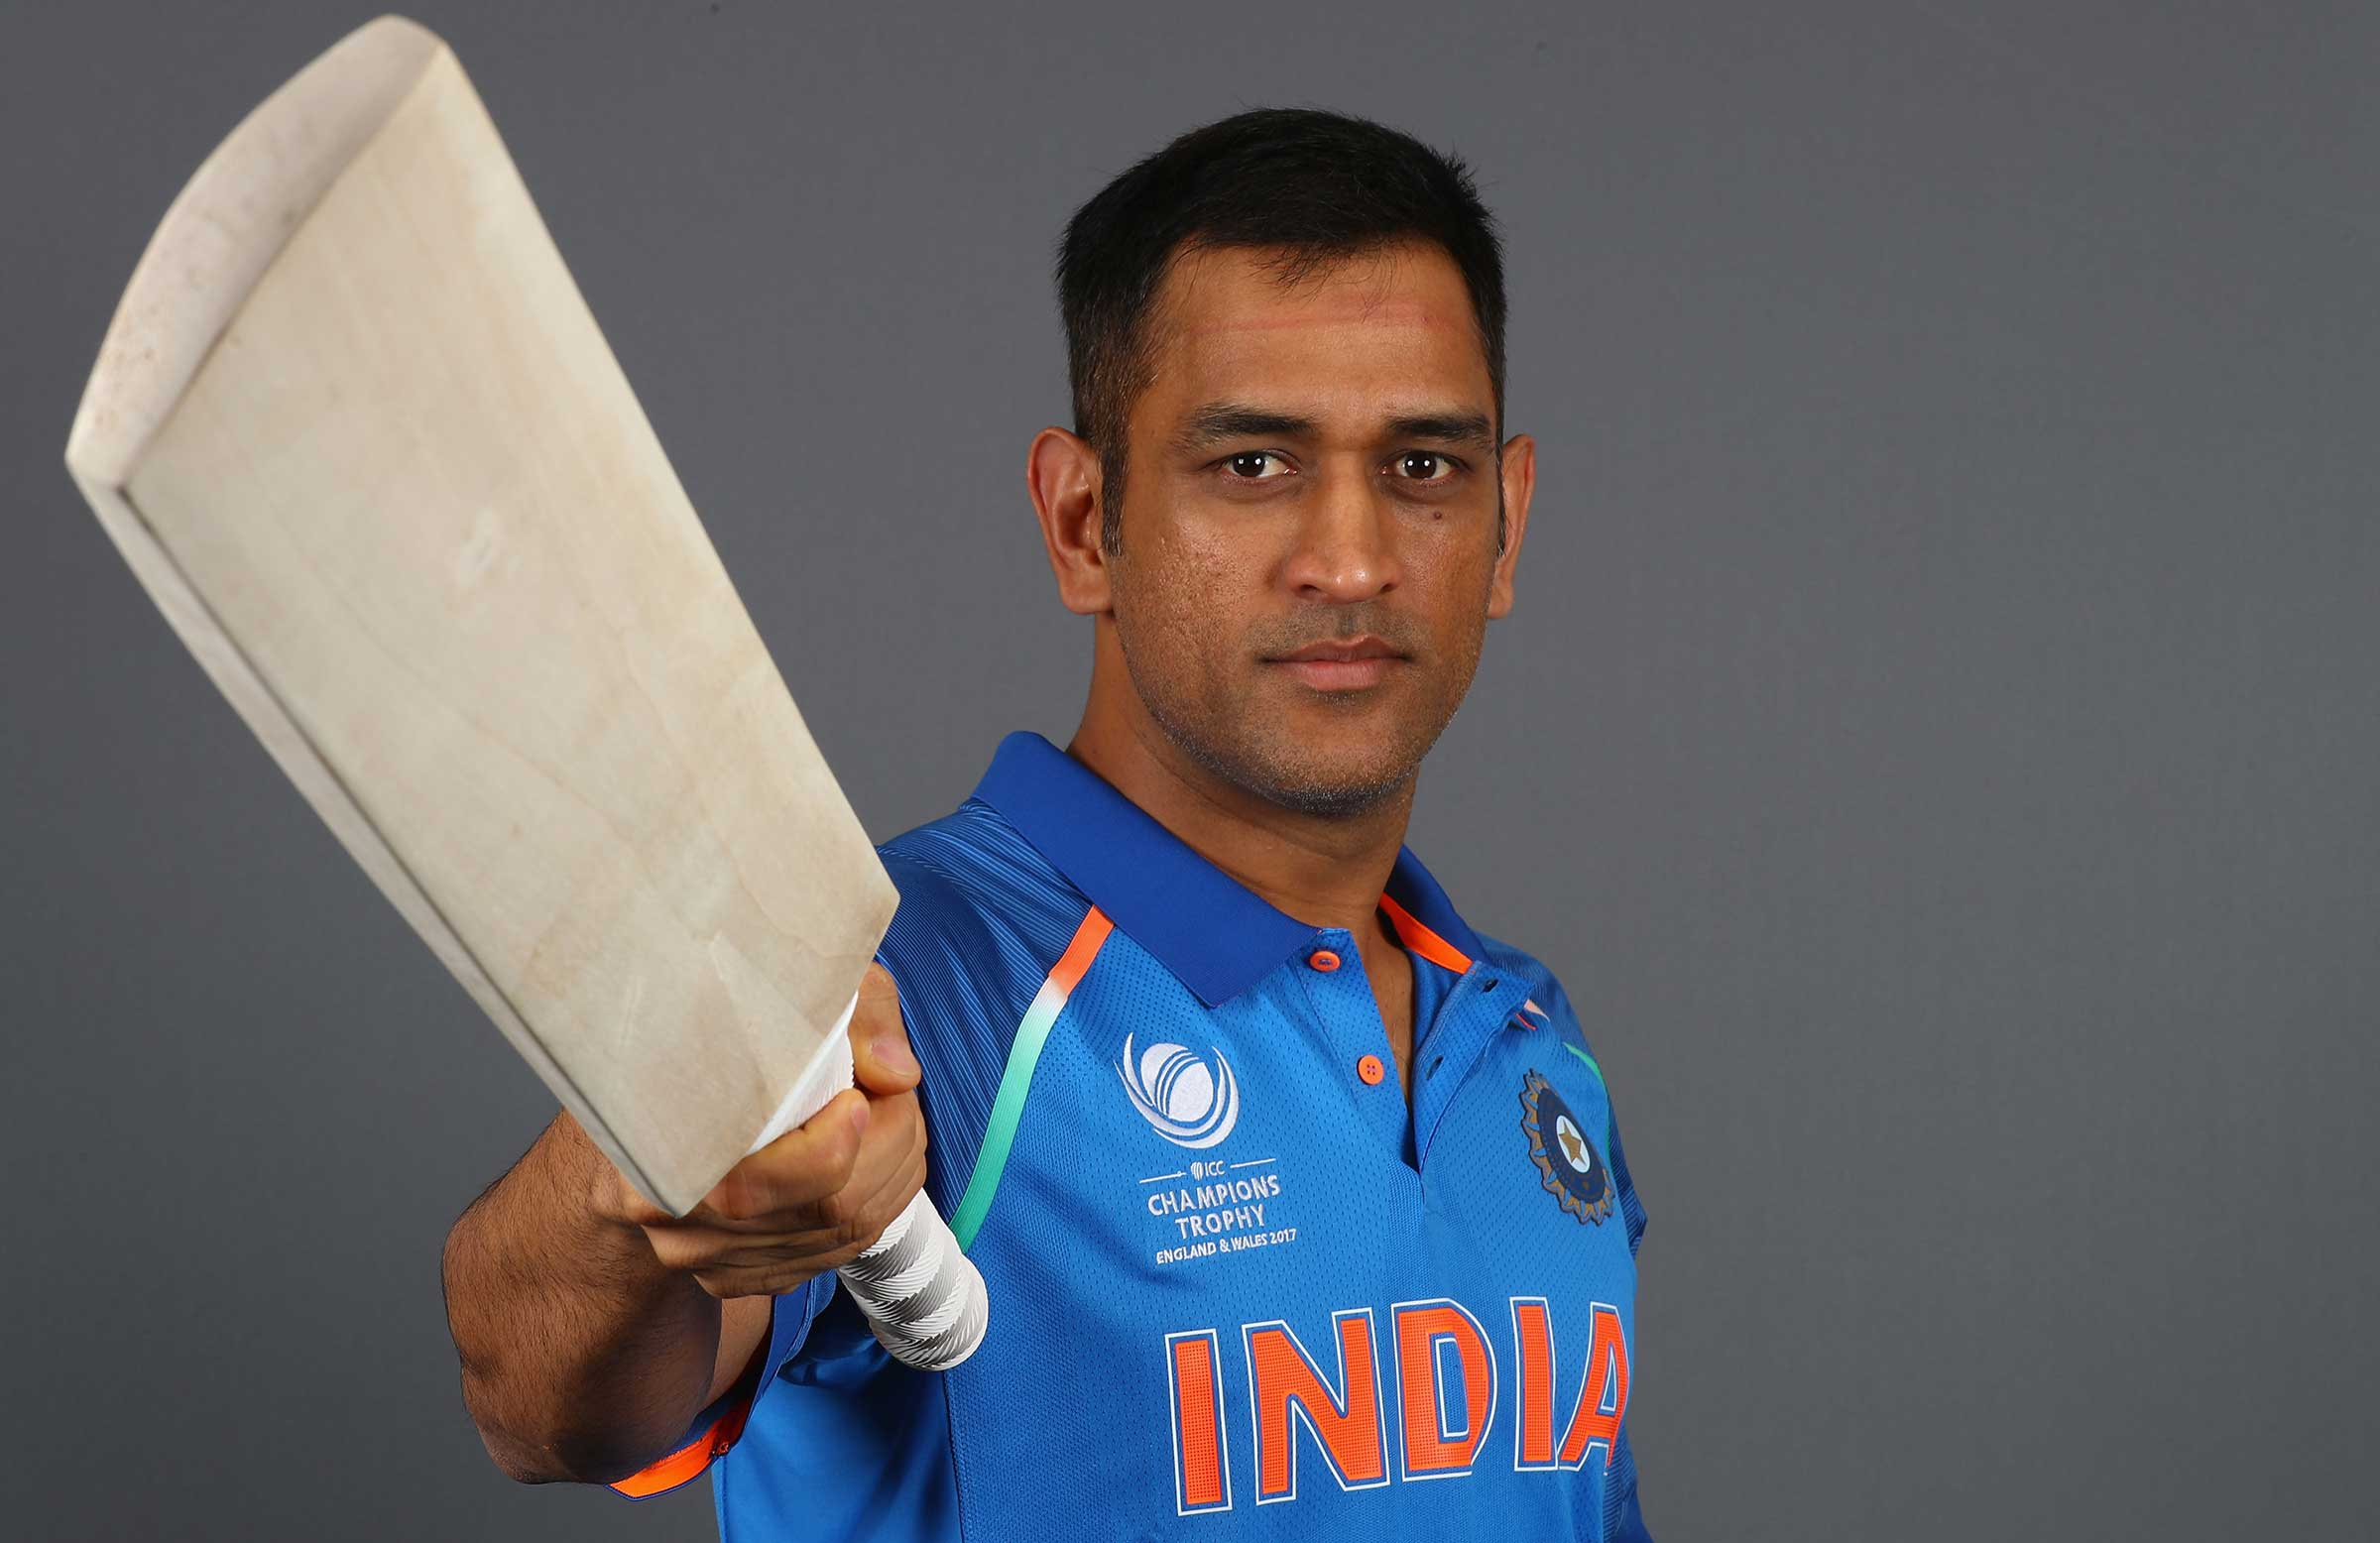 ICC
CHAMPIONS
TROPHY
ENGLAND & WALES 2017
INDIA